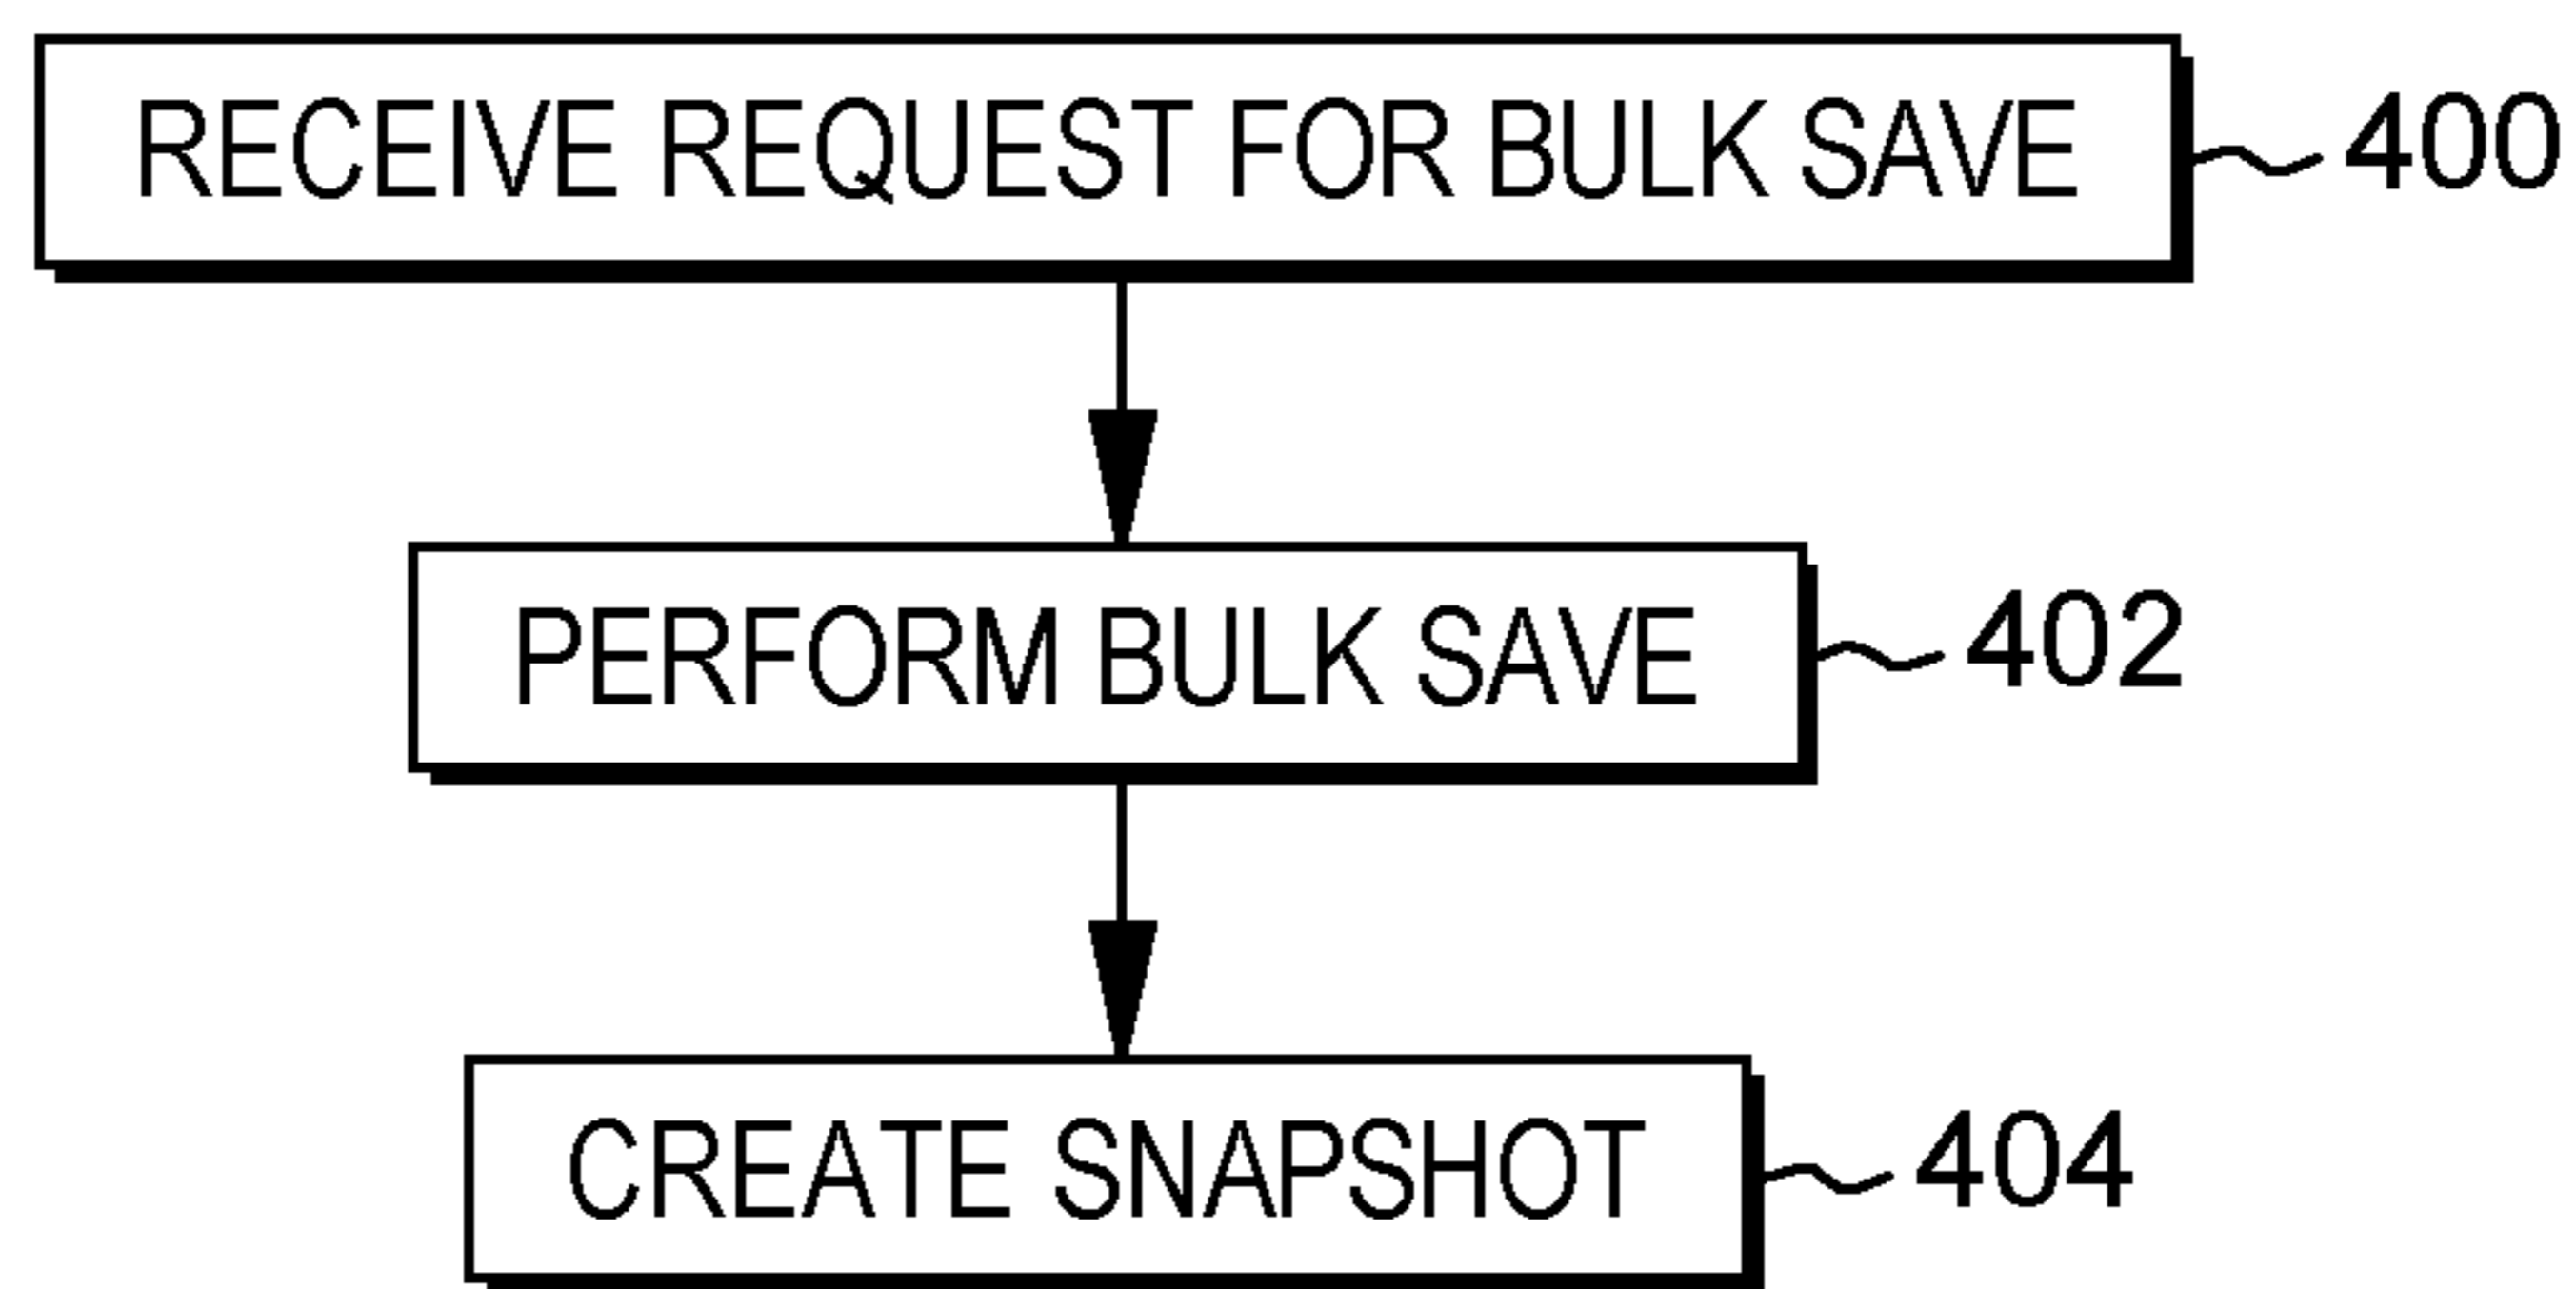 RECEIVE REQUEST FOR BULK SAVE 400
PERFORM BULK SAVE 402
CREATE SNAPSHOT 404